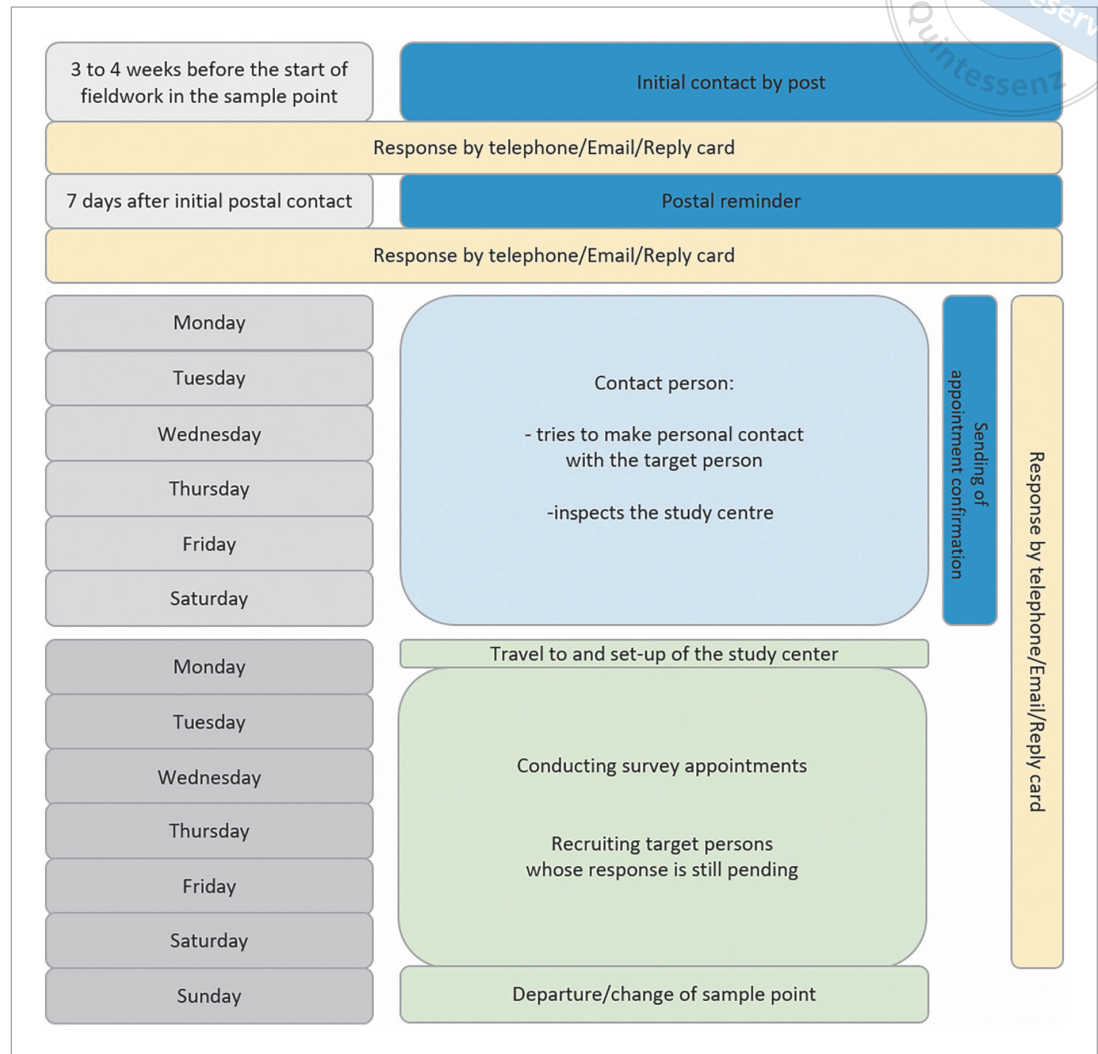 Quintessenz
3 to 4 weeks before the start of
fieldwork in the sample point
Initial contact by post
Response by telephone/Email/Reply card
7 days after initial postal contact
Postal reminder
Response by telephone/Email/Reply card
Monday
Tuesday
Wednesday
Thursday
Friday
Saturday
Contact person:
- tries to make personal contact
with the target person
-inspects the study centre
Sending of
appointment confirmation
Response by telephone/Email/Reply card
Monday
Tuesday
Wednesday
Thursday
Friday
Saturday
Sunday
Travel to and set-up of the study center
Conducting survey appointments
Recruiting target persons
whose response is still pending
Departure/change of sample point